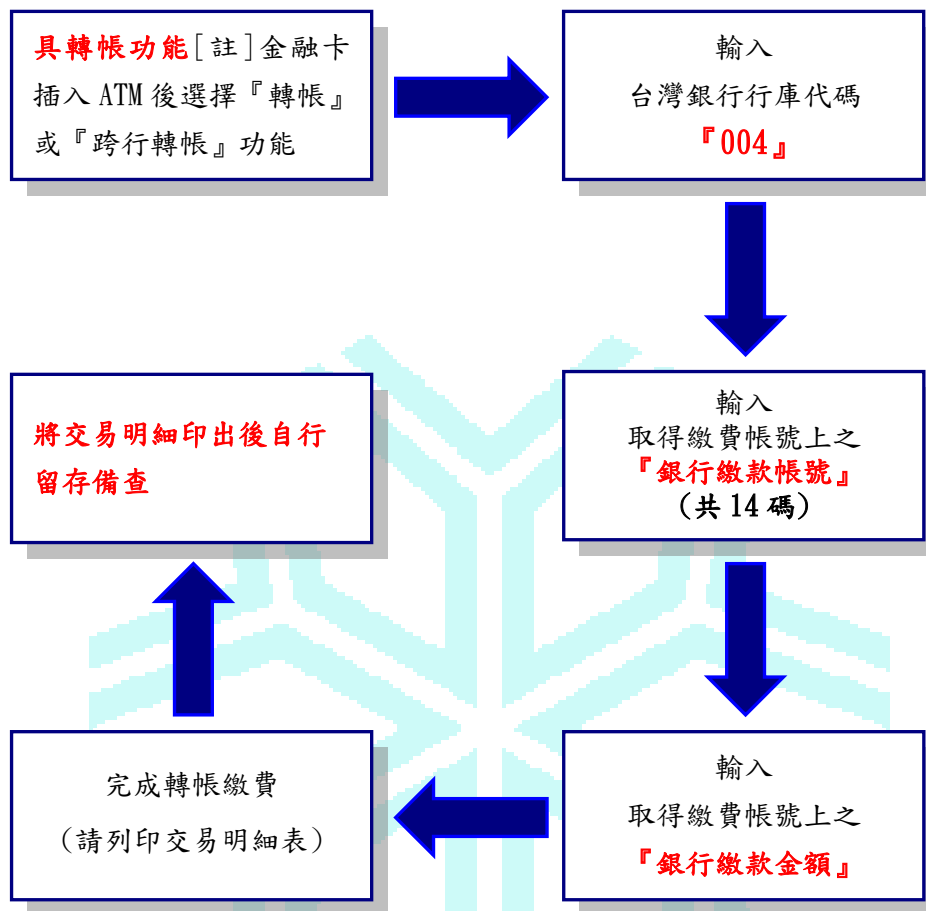 具轉帳功能[註]金融卡
插入 ATM 後選擇『轉帳』
或『跨行轉帳』功能
輸入
台灣銀行行庫代碼
『004』
輸入
取得繳費帳號上之
『銀行繳款帳號』
(共 14 碼)
輸入
取得繳費帳號上之
『銀行繳款金額』
完成轉帳繳費
(請列印交易明細表)
將交易明細印出後自行
留存備查